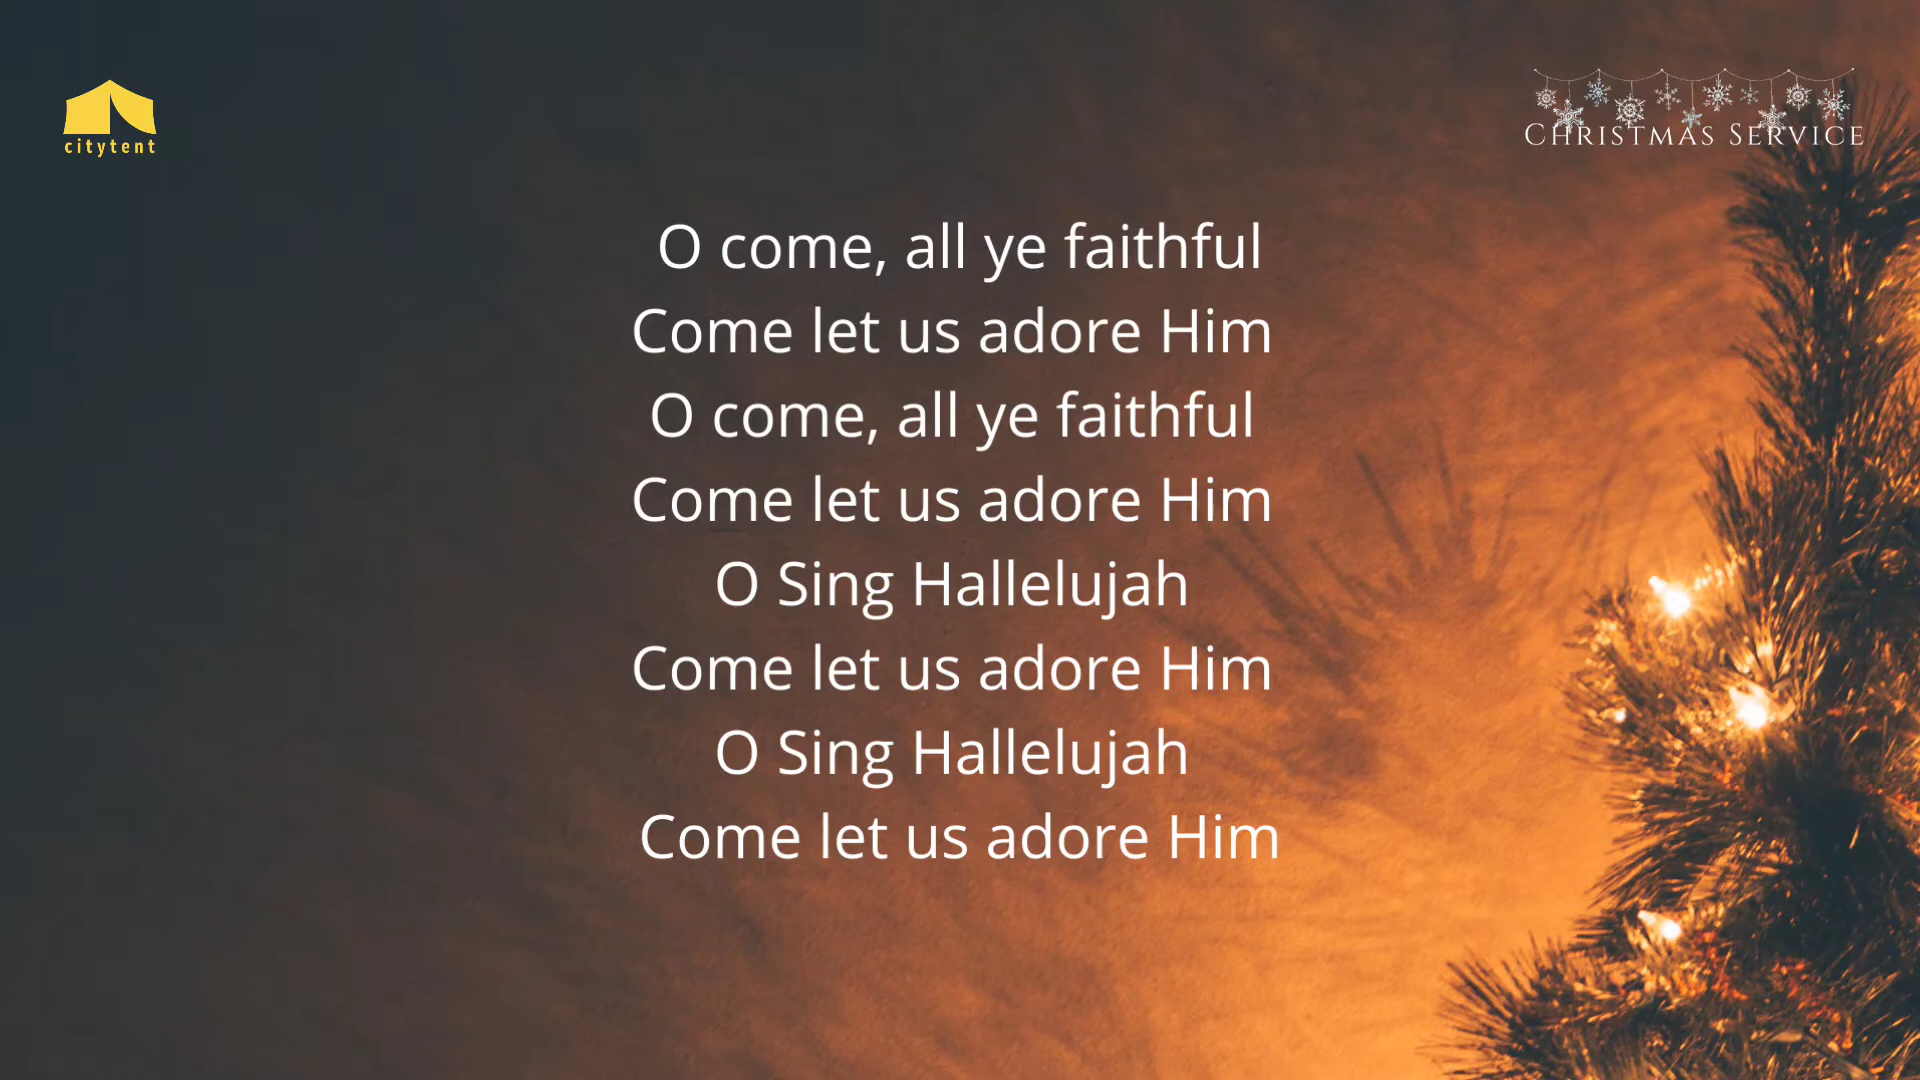 citytent
Christmas Service
O come, all ye faithful
Come let us adore Him
O come, all ye faithful
Come let us adore Him
O Sing Hallelujah
Come let us adore Him
O Sing Hallelujah
Come let us adore Him